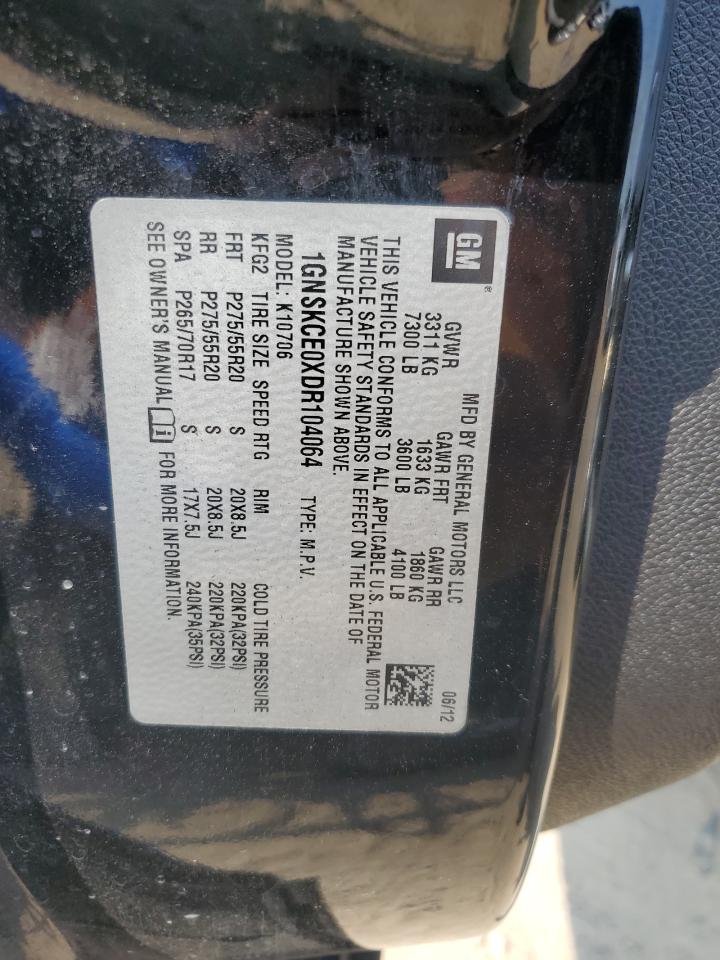 GM ®
MFD BY GENERAL MOTORS LLC 06/12
GVWR GAWR FRT GAWR RR
3311 KG 1633 KG 1860 KG
7300 LB 3600 LB 4100 LB
THIS VEHICLE CONFORMS TO ALL APPLICABLE U.S. FEDERAL MOTOR
VEHICLE SAFETY STANDARDS IN EFFECT ON THE DATE OF
MANUFACTURE SHOWN ABOVE.
1GNSKCE0XDR104064 TYPE: M.P.V.
MODEL: K10706
KFG2 TIRE SIZE SPEED RTG RIM COLD TIRE PRESSURE
FRT P275/55R20 S 20X8.5J 220KPA(32PSI)
RR P275/55R20 S 20X8.5J 220KPA(32PSI)
SPA P265/70R17 S 17X7.5J 240KPA(35PSI)
SEE OWNER'S MANUAL i FOR MORE INFORMATION.